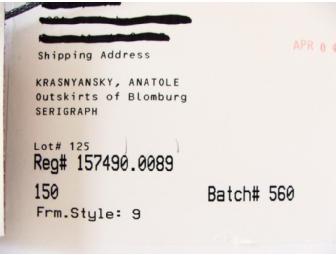 Shipping Address
APR 0
KRASNYANSKY, ANATOLE
Outskirts of Blomburg
SERIGRAPH
Lot# 125
Reg# 157490.0089
150 Batch# 560
Frm.Style: 9